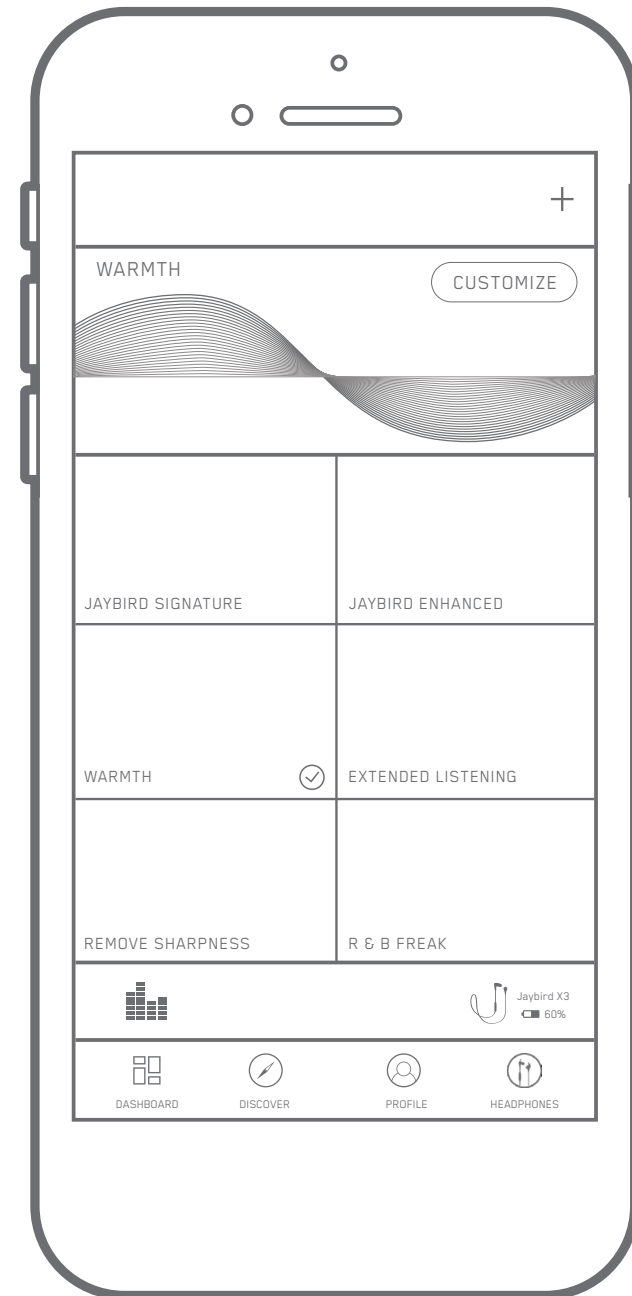 +
WARMTH
CUSTOMIZE
JAYBIRD SIGNATURE
JAYBIRD ENHANCED
WARMTH
EXTENDED LISTENING
REMOVE SHARPNESS
R & B FREAK
Jaybird X3
60%
DASHBOARD
DISCOVER
PROFILE
HEADPHONES